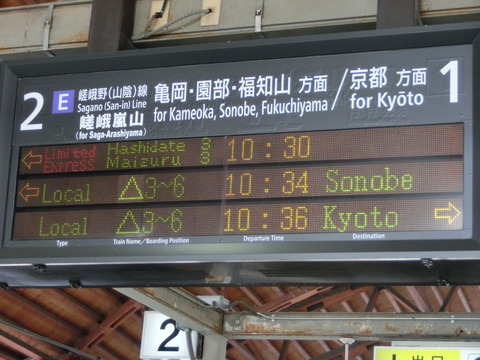 2 E 嵯峨野(山陰)線 亀岡・園部・福知山 方面 / 京都 方面 1
Sagano (San-in) Line for Kameoka, Sonobe, Fukuchiyama for Kyōto
嵯峨嵐山
(for Saga-Arashiyama)
← Limited Express Hashidate 3 Maizuru 3 10:30
← Local △3~6 10:34 Sonobe
Local △3~6 10:36 Kyoto →
Type Train Name/Boarding Position Departure Time Destination
2
出口